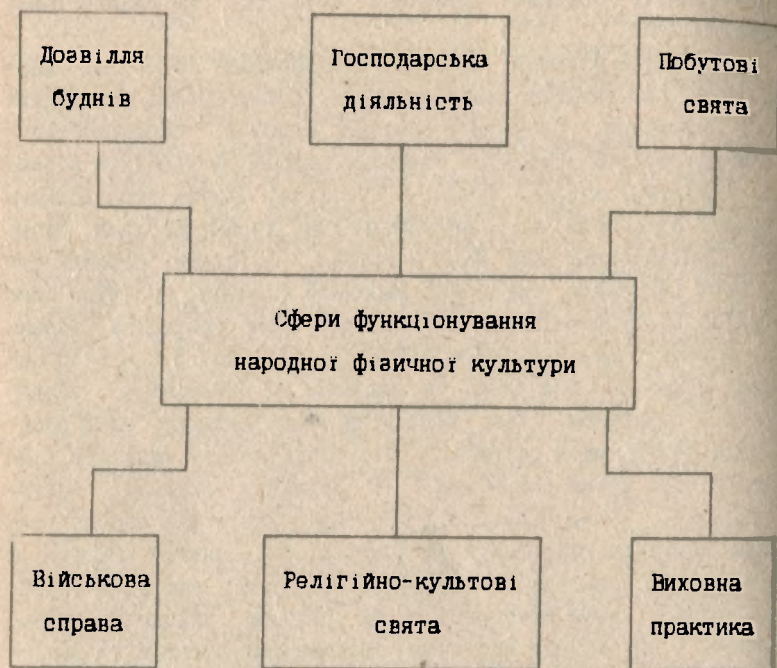 Дозвілля
буднів
Господарська
діяльність
Побутові
свята
Сфери функціонування
народної фізичної культури
Військова
справа
Релігійно-культові
свята
Виховна
практика